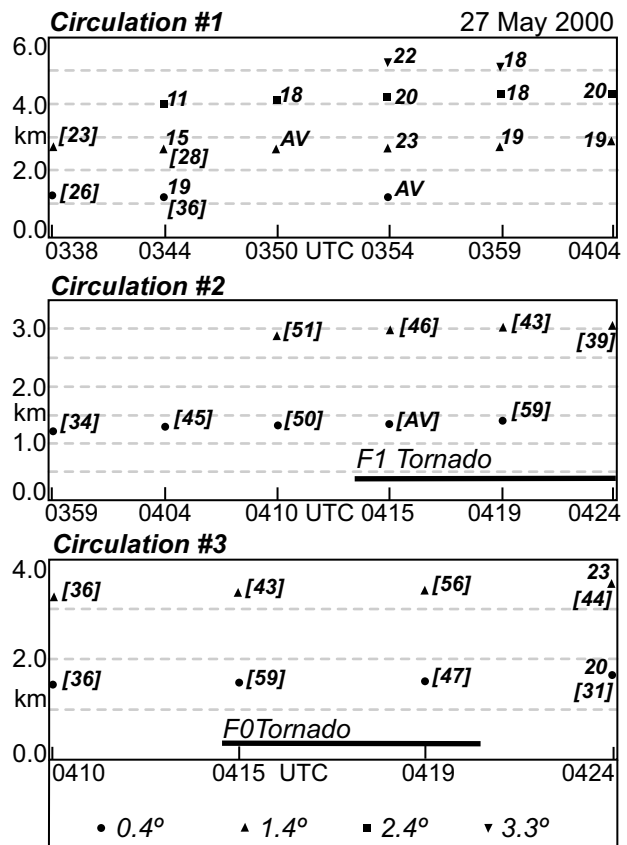 Circulation #1 27 May 2000
6.0
22 18
11 18 20 18 20
4.0
km [23] 15 AV 23 19 19
[28]
2.0
[26] 19 AV
[36]
0.0
0338 0344 0350 UTC 0354 0359 0404
Circulation #2
3.0 [51] [46] [43]
[39]
2.0
km
[34] [45] [50] [AV] [59]
1.0
F1 Tornado
0.0
0359 0404 0410 UTC 0415 0419 0424
Circulation #3
4.0
[36] [43] [56] 23
[44]
2.0
km [36] [59] [47] 20
[31]
F0Tornado
0.0
0410 0415 UTC 0419 0424
0.4º 1.4º 2.4º 3.3º